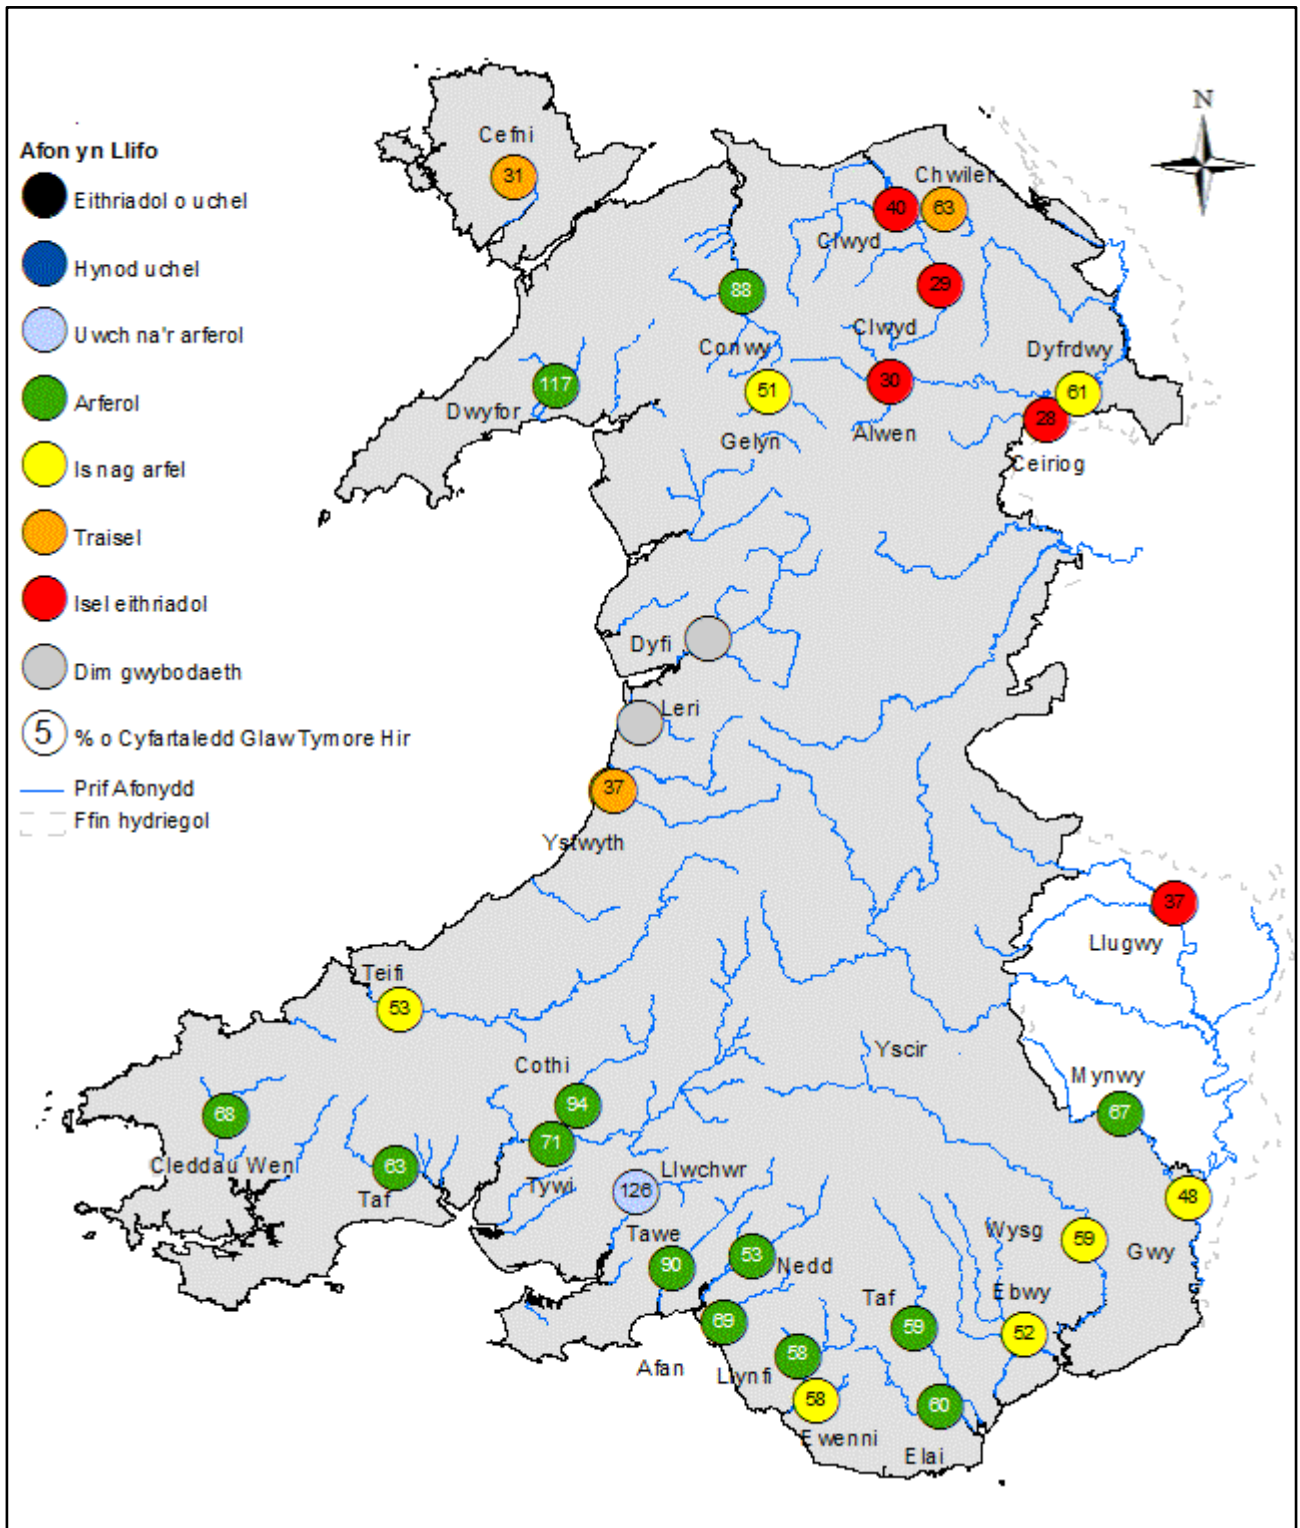 N
Cefni
31
Afon yn Llifo
Eithriadol o uchel
Hynod uchel
Uwch na'r arferol
Arferol
Is nag arfel
Traisel
Isel eithriadol
Dim gwybodaeth
5 % o Cyfartaledd Glaw Tymore Hir
Prif Afonydd
Ffin hydriegol
Chwiler
40
63
Clwyd
29
88
Clwyd
Conwy
Dyfrdwy
117
51
30
61
Dwyfor
28
Gelyn
Alwen
Ceiriog
Dyfi
Leri
37
Ystwyth
37
Llugwy
Teifi
53
Yscir
Cothi
Mynwy
94
67
68
71
Cleddau Wen
63
Taf
Tywi
Llwchwr
126
48
Tawe
Wysg
59
Gwy
90
53
Nedd
Ebwy
Taf
69
59
52
Afan
58
Llynfi
58
60
Ewenni
Elai